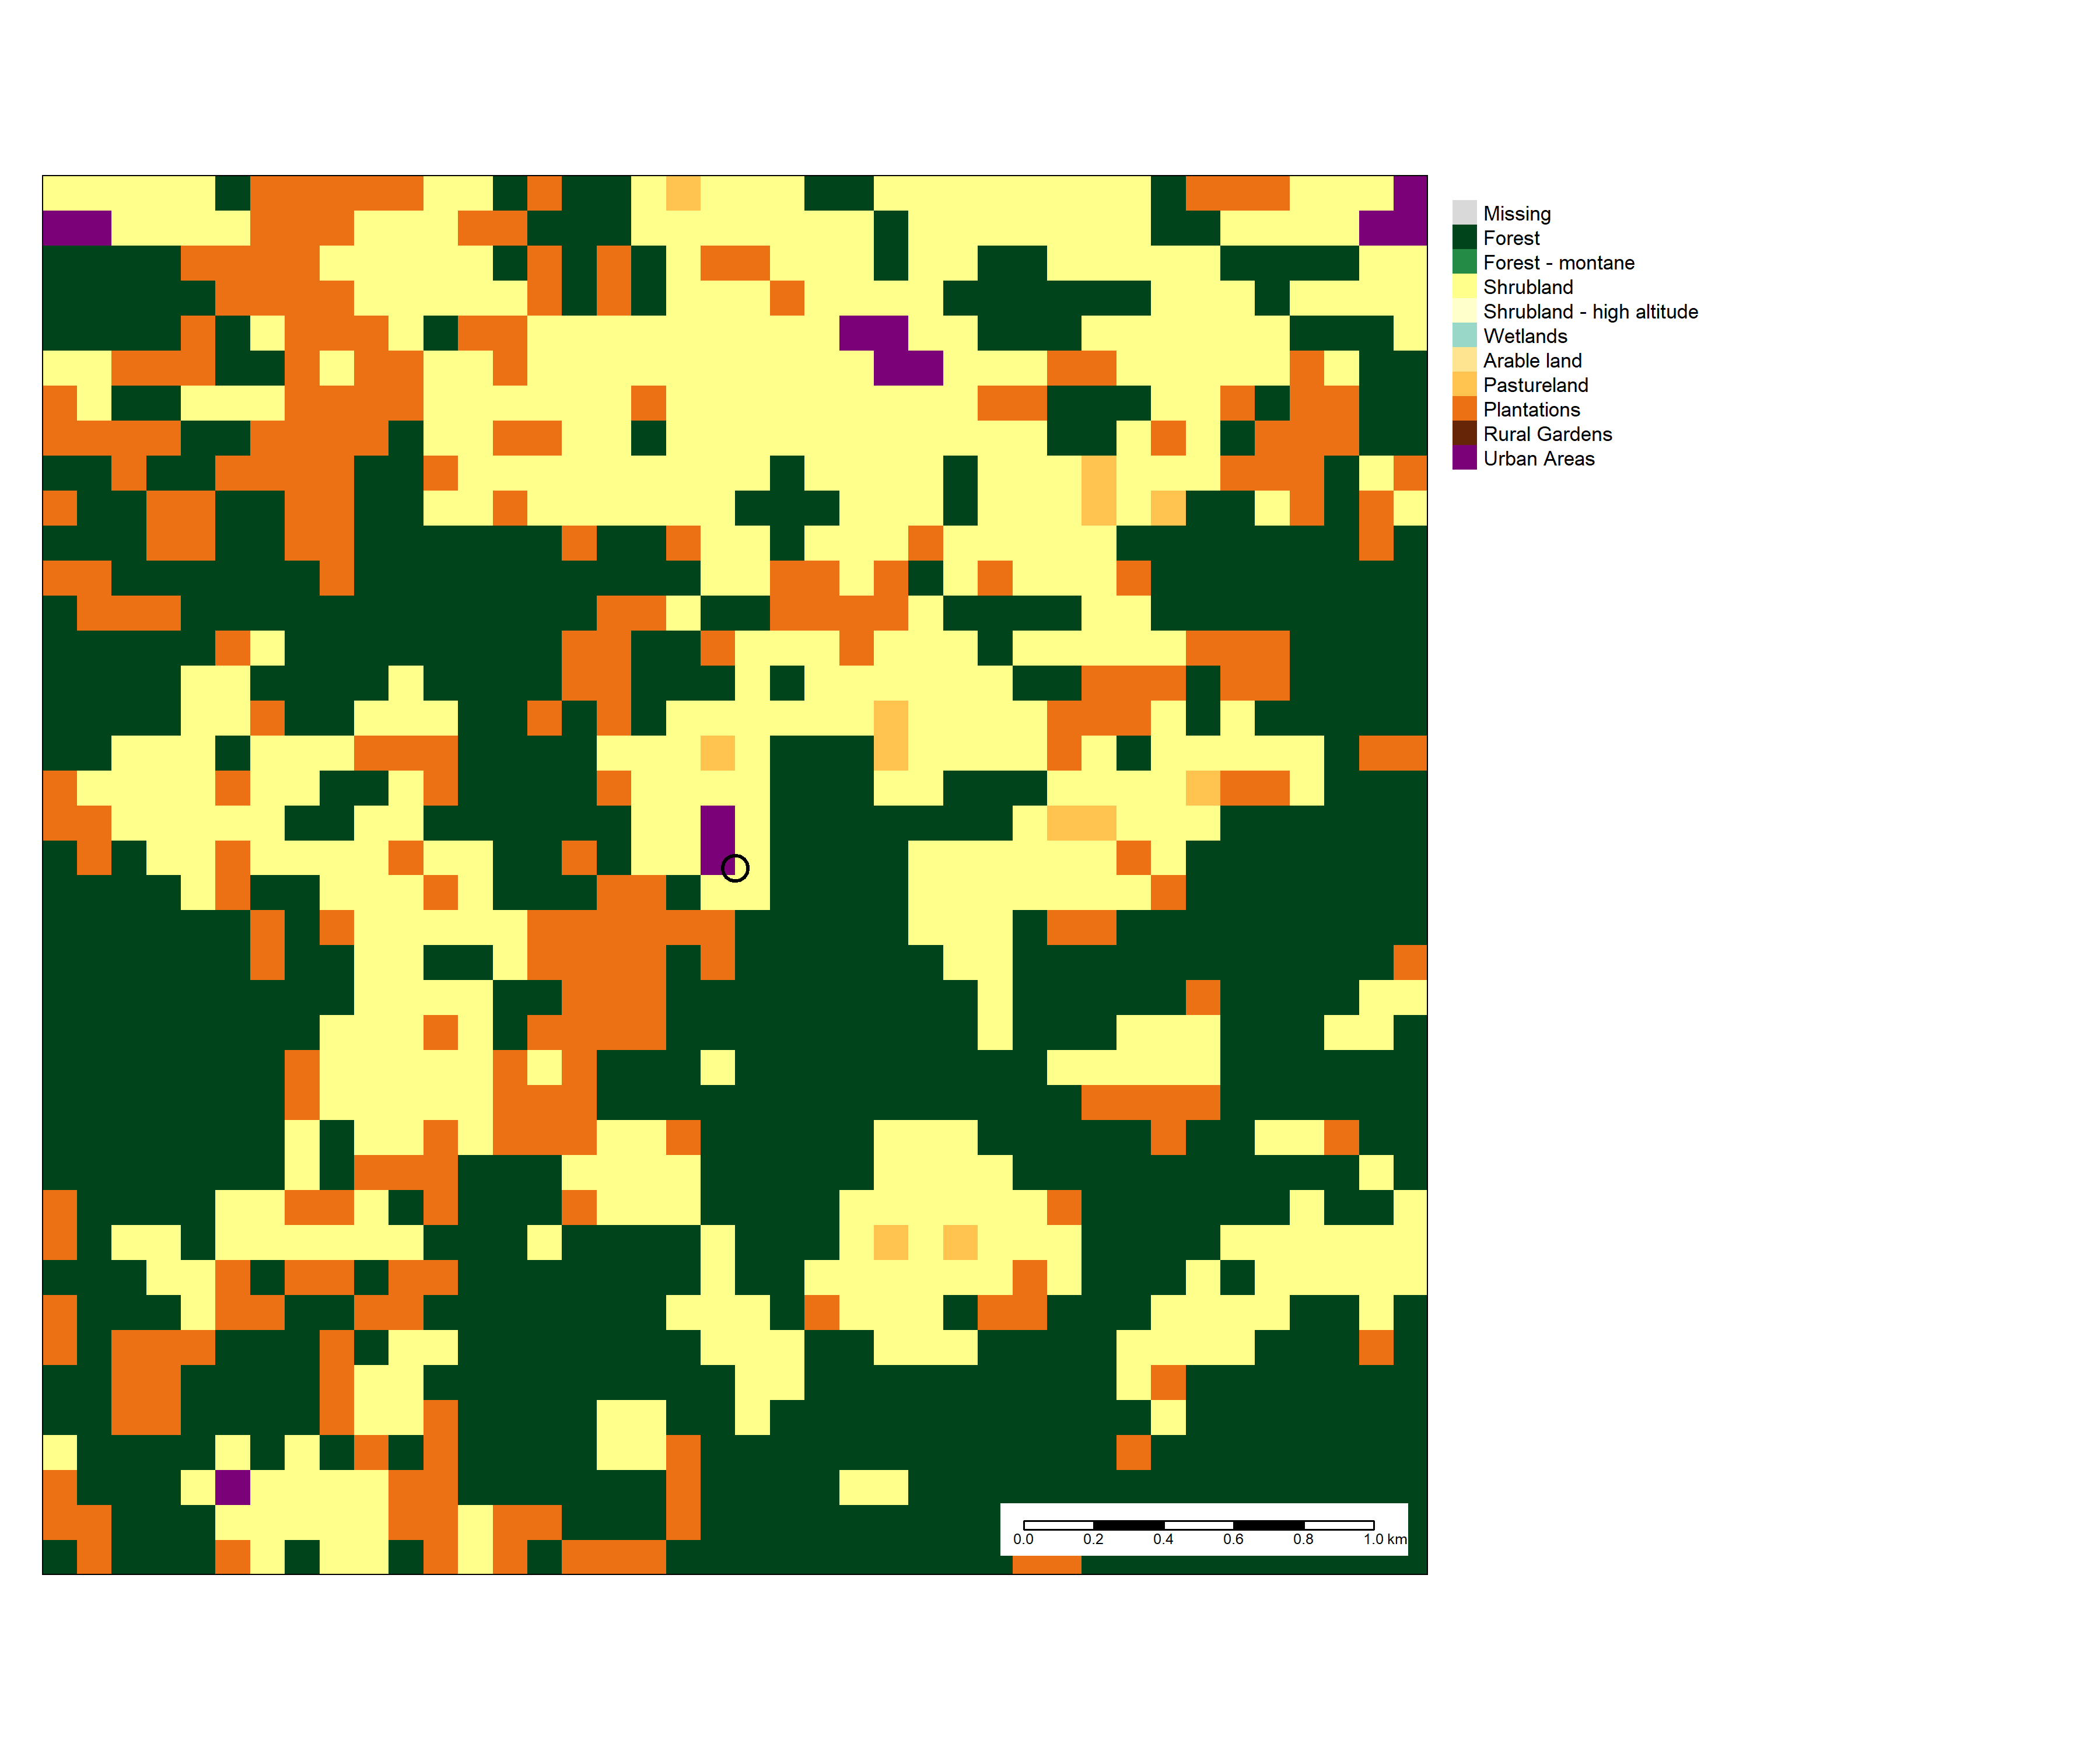 Missing
Forest
Forest - montane
Shrubland
Shrubland - high altitude
Wetlands
Arable land
Pastureland
Plantations
Rural Gardens
Urban Areas
0.0 0.2 0.4 0.6 0.8 1.0 km